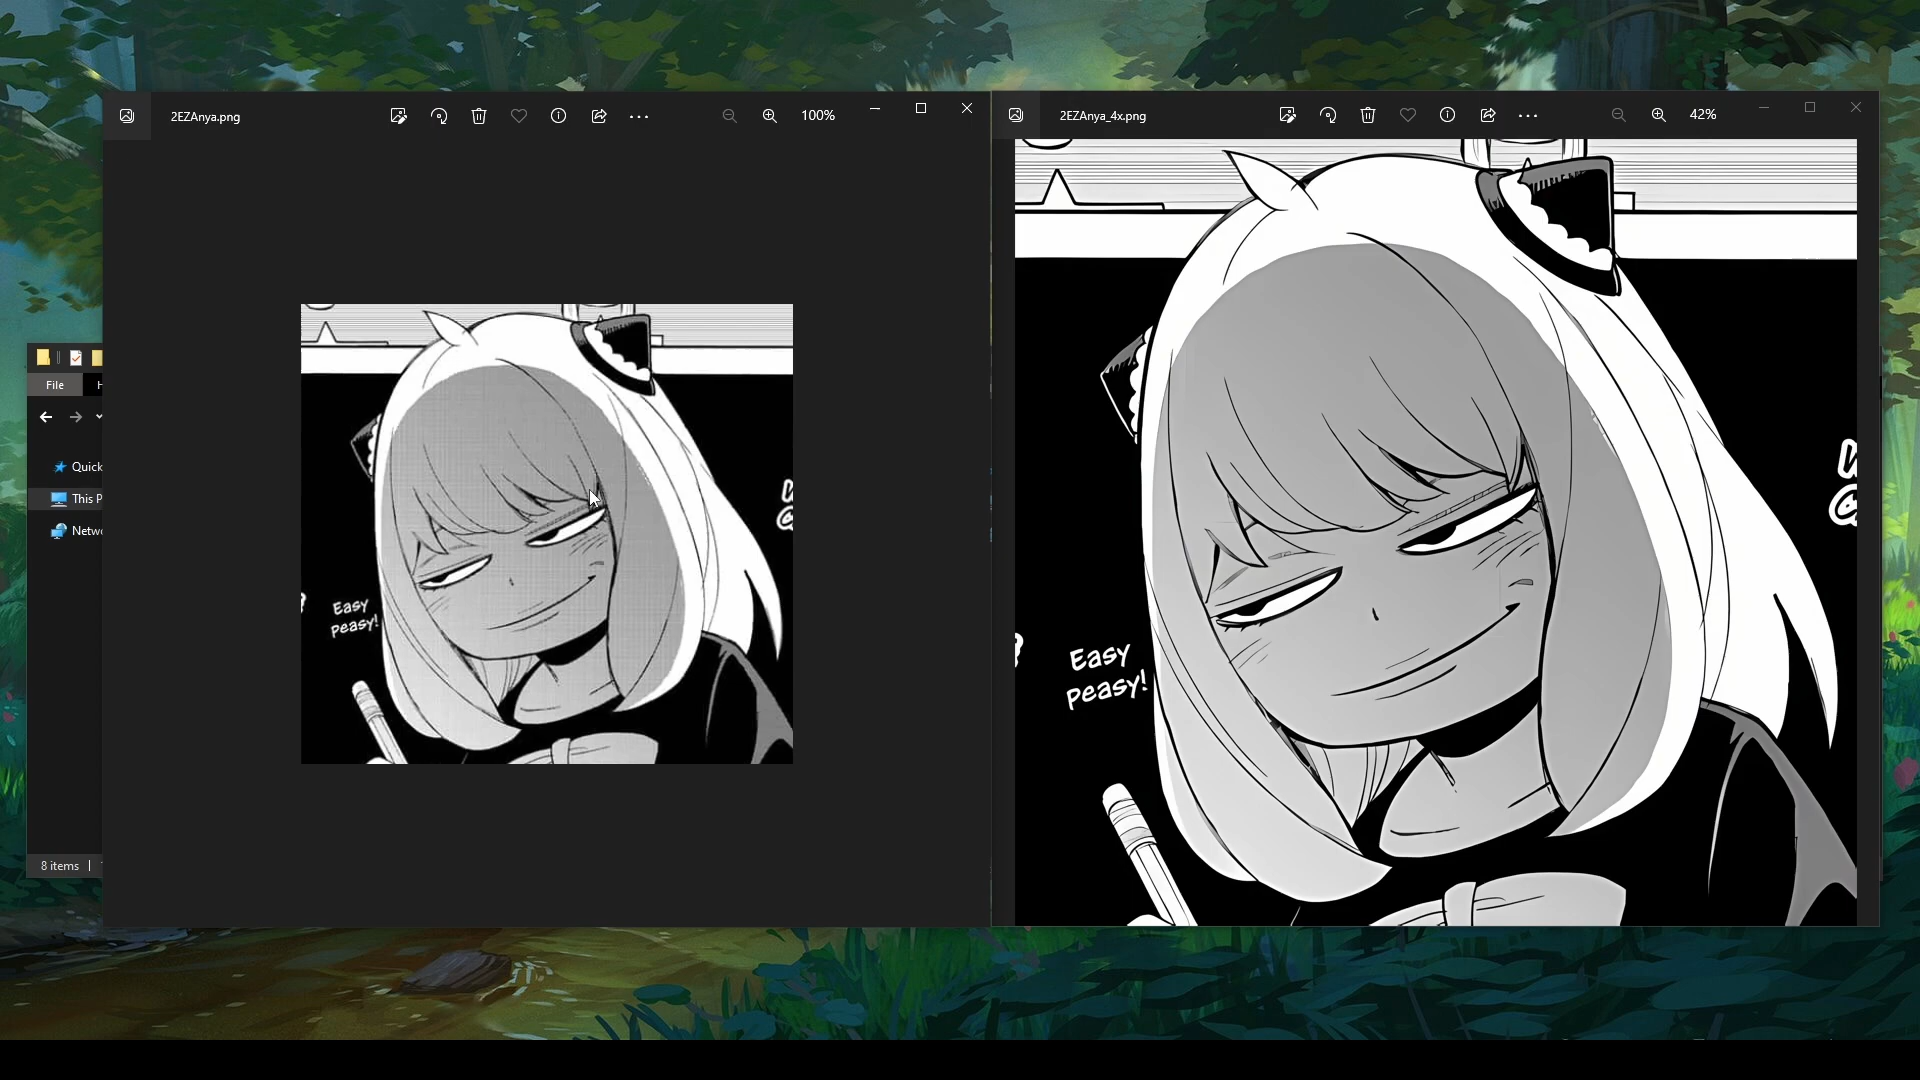 2EZAnya.png
100%
2EZAnya_4x.png
42%
File
H
Quick
This P
Netw
8 items
Easy
peasy!
Easy
peasy!